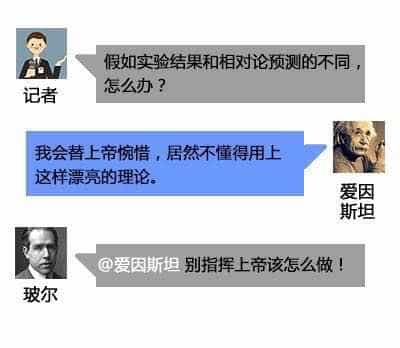 假如实验结果和相对论预测的不同，
怎么办？
记者
我会替上帝惋惜，居然不懂得用上
这样漂亮的理论。
爱因
斯坦
@爱因斯坦 别指挥上帝该怎么做！
玻尔